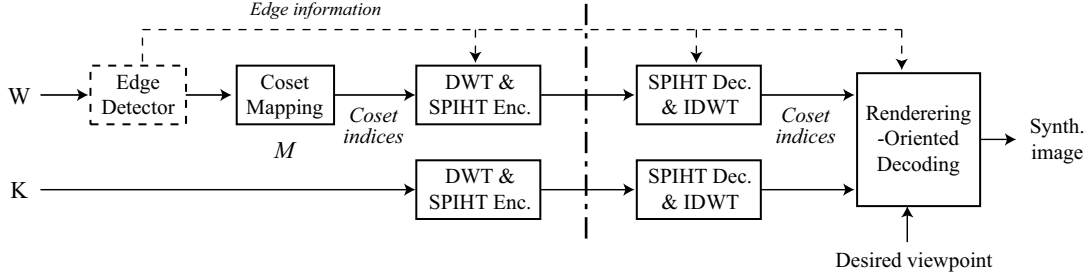 Edge information
W
Edge
Detector
Coset
Mapping
M
Coset
indices
DWT &
SPIHT Enc.
SPIHT Dec.
& IDWT
Coset
indices
Renderering
-Oriented
Decoding
Synth.
image
K
DWT &
SPIHT Enc.
SPIHT Dec.
& IDWT
Desired viewpoint